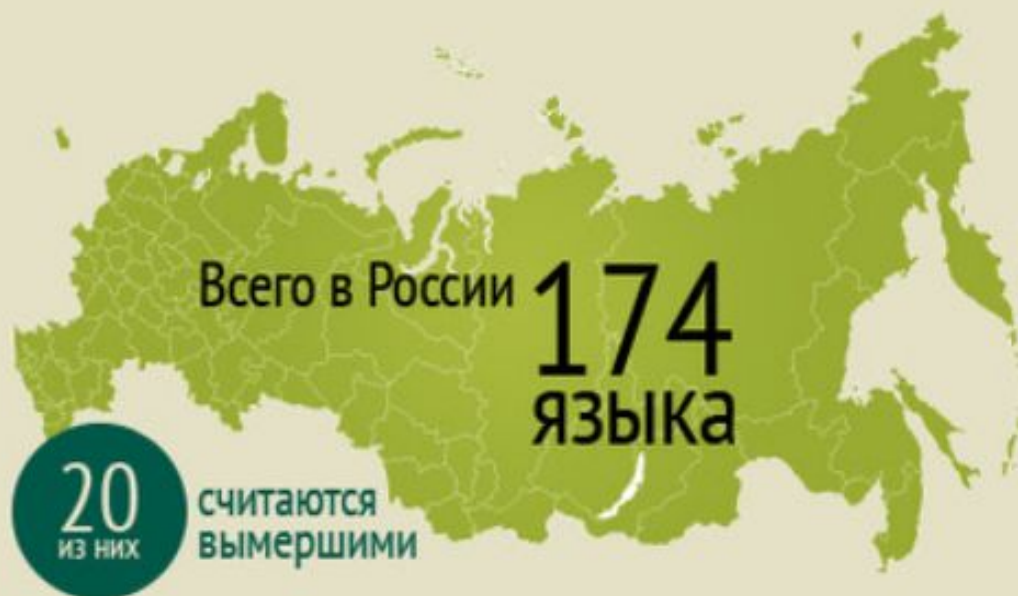 Всего в России 174
языка
20
из них
считаются
вымершими